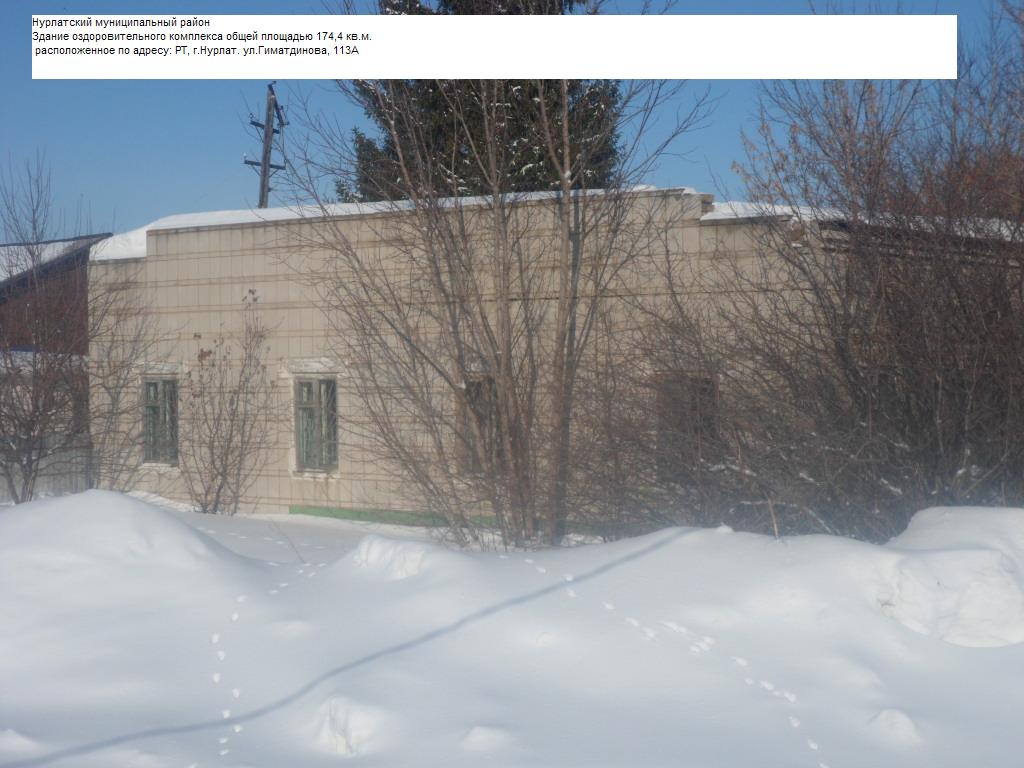 Нурлатский муниципальный район
Здание оздоровительного комплекса общей площадью 174,4 кв.м.
расположенное по адресу: РТ, г.Нурлат. ул.Гиматдинова, 113А